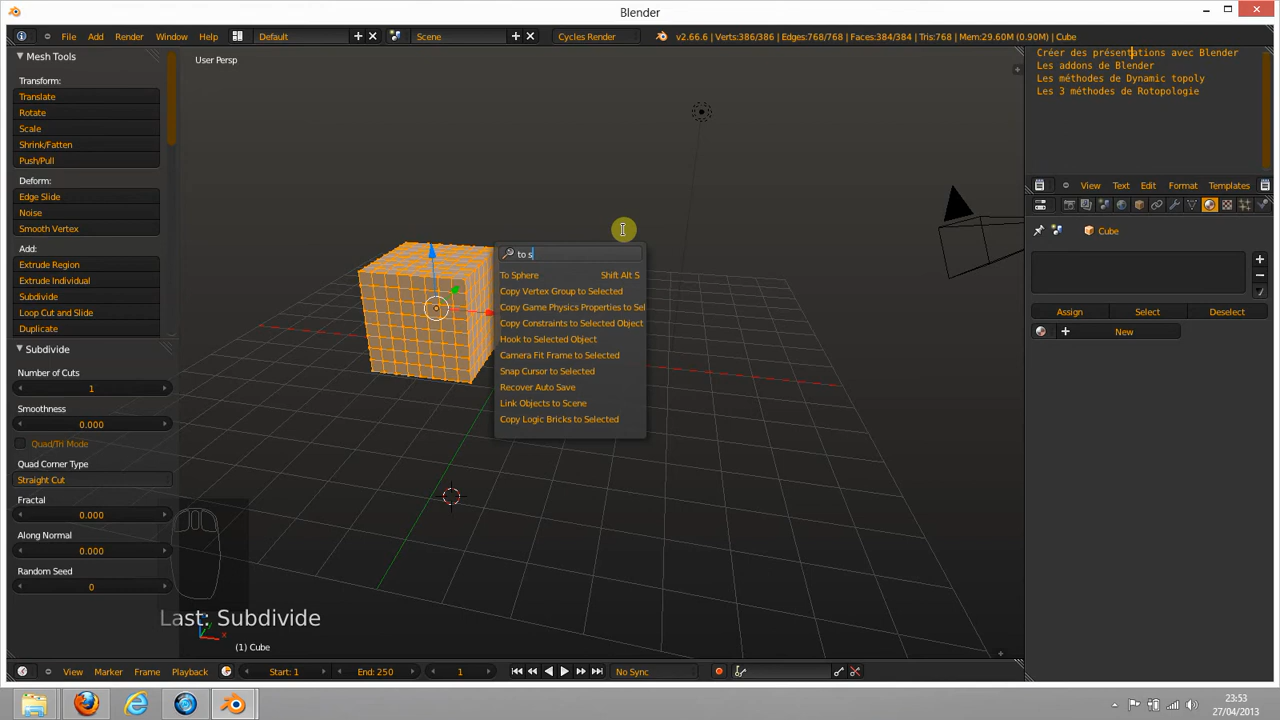 Blender
File Add Render Window Help Default Scene Cycles Render v2.66.6 | Verts:386/386 | Edges:768/768 | Faces:384/384 | Tris:768 | Mem:29.60M (0.90M) | Cube
Mesh Tools
Transform:
Translate
Rotate
Scale
Shrink/Fatten
Push/Pull
Deform:
Edge Slide
Noise
Smooth Vertex
Add:
Extrude Region
Extrude Individual
Subdivide
Loop Cut and Slide
Duplicate
Subdivide
Number of Cuts
1
Smoothness
0.000
Quad/Tri Mode
Quad Corner Type
Straight Cut
Fractal
0.000
Along Normal
0.000
Random Seed
0
User Persp
to s
To Sphere Shift Alt S
Copy Vertex Group to Selected
Copy Game Physics Properties to Sel
Copy Constraints to Selected Object
Hook to Selected Object
Camera Fit Frame to Selected
Snap Cursor to Selected
Recover Auto Save
Link Objects to Scene
Copy Logic Bricks to Selected
Last: Subdivide
x
(1) Cube
Créer des présentations avec Blender
Les addons de Blender
Les méthodes de Dynamic topoly
Les 3 méthodes de Rotopologie
View Text Edit Format Templates
Cube
Assign Select Deselect
New
View Marker Frame Playback Start: 1 End: 250 1 No Sync
23:53
27/04/2013